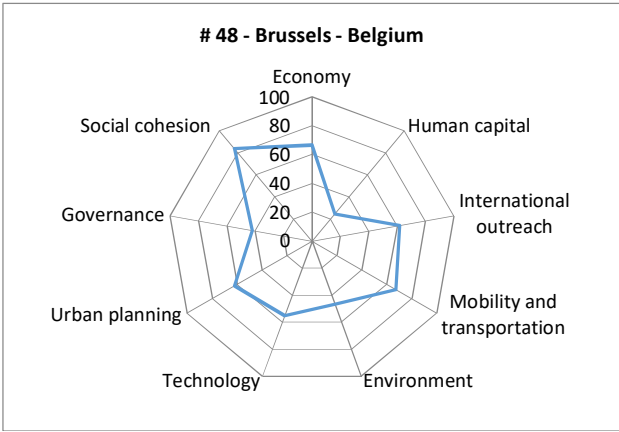 # 48 - Brussels - Belgium
Economy
100
80
60
40
20
0
Human capital
International
outreach
Mobility and
transportation
Environment
Technology
Urban planning
Governance
Social cohesion